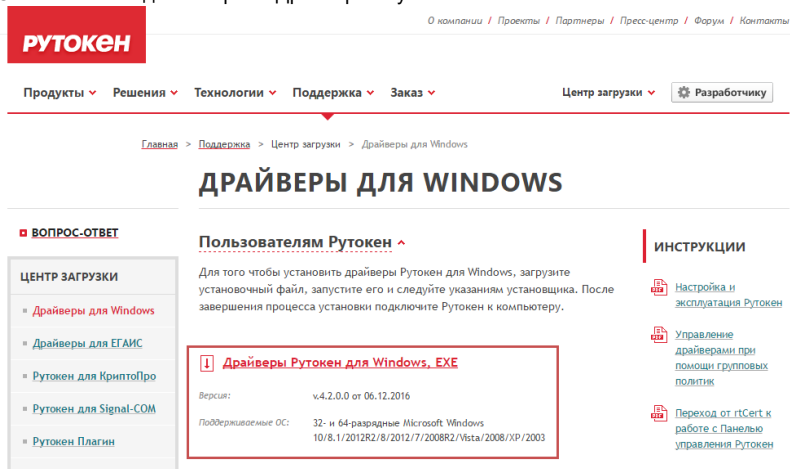 О компании / Проекты / Партнеры / Пресс-центр / Форум / Контакты
рутокен
Продукты Решения Технологии Поддержка Заказ Центр загрузки Разработчику
Главная > Поддержка > Центр загрузки > Драйверы для Windows
ДРАЙВЕРЫ ДЛЯ WINDOWS
ВОПРОС-ОТВЕТ
ЦЕНТР ЗАГРУЗКИ
Драйверы для Windows
Драйверы для ЕГАИС
Рутокен для КриптоПро
Рутокен для Signal-COM
Рутокен Плагин
Пользователям Рутокен
Для того чтобы установить драйверы Рутокен для Windows, загрузите
установочный файл, запустите его и следуйте указаниям установщика. После
завершения процесса установки подключите Рутокен к компьютеру.
Драйверы Рутокен для Windows, EXE
Версия: v.4.2.0.0 от 06.12.2016
Поддерживаемые ОС: 32- и 64-разрядные Microsoft Windows
10/8.1/2012R2/8/2012/7/2008R2/Vista/2008/XP/2003
ИНСТРУКЦИИ
Настройка и
эксплуатация Рутокен
Управление
драйверами при
помощи групповых
политик
Переход от rtCert к
работе с Панелью
управления Рутокен